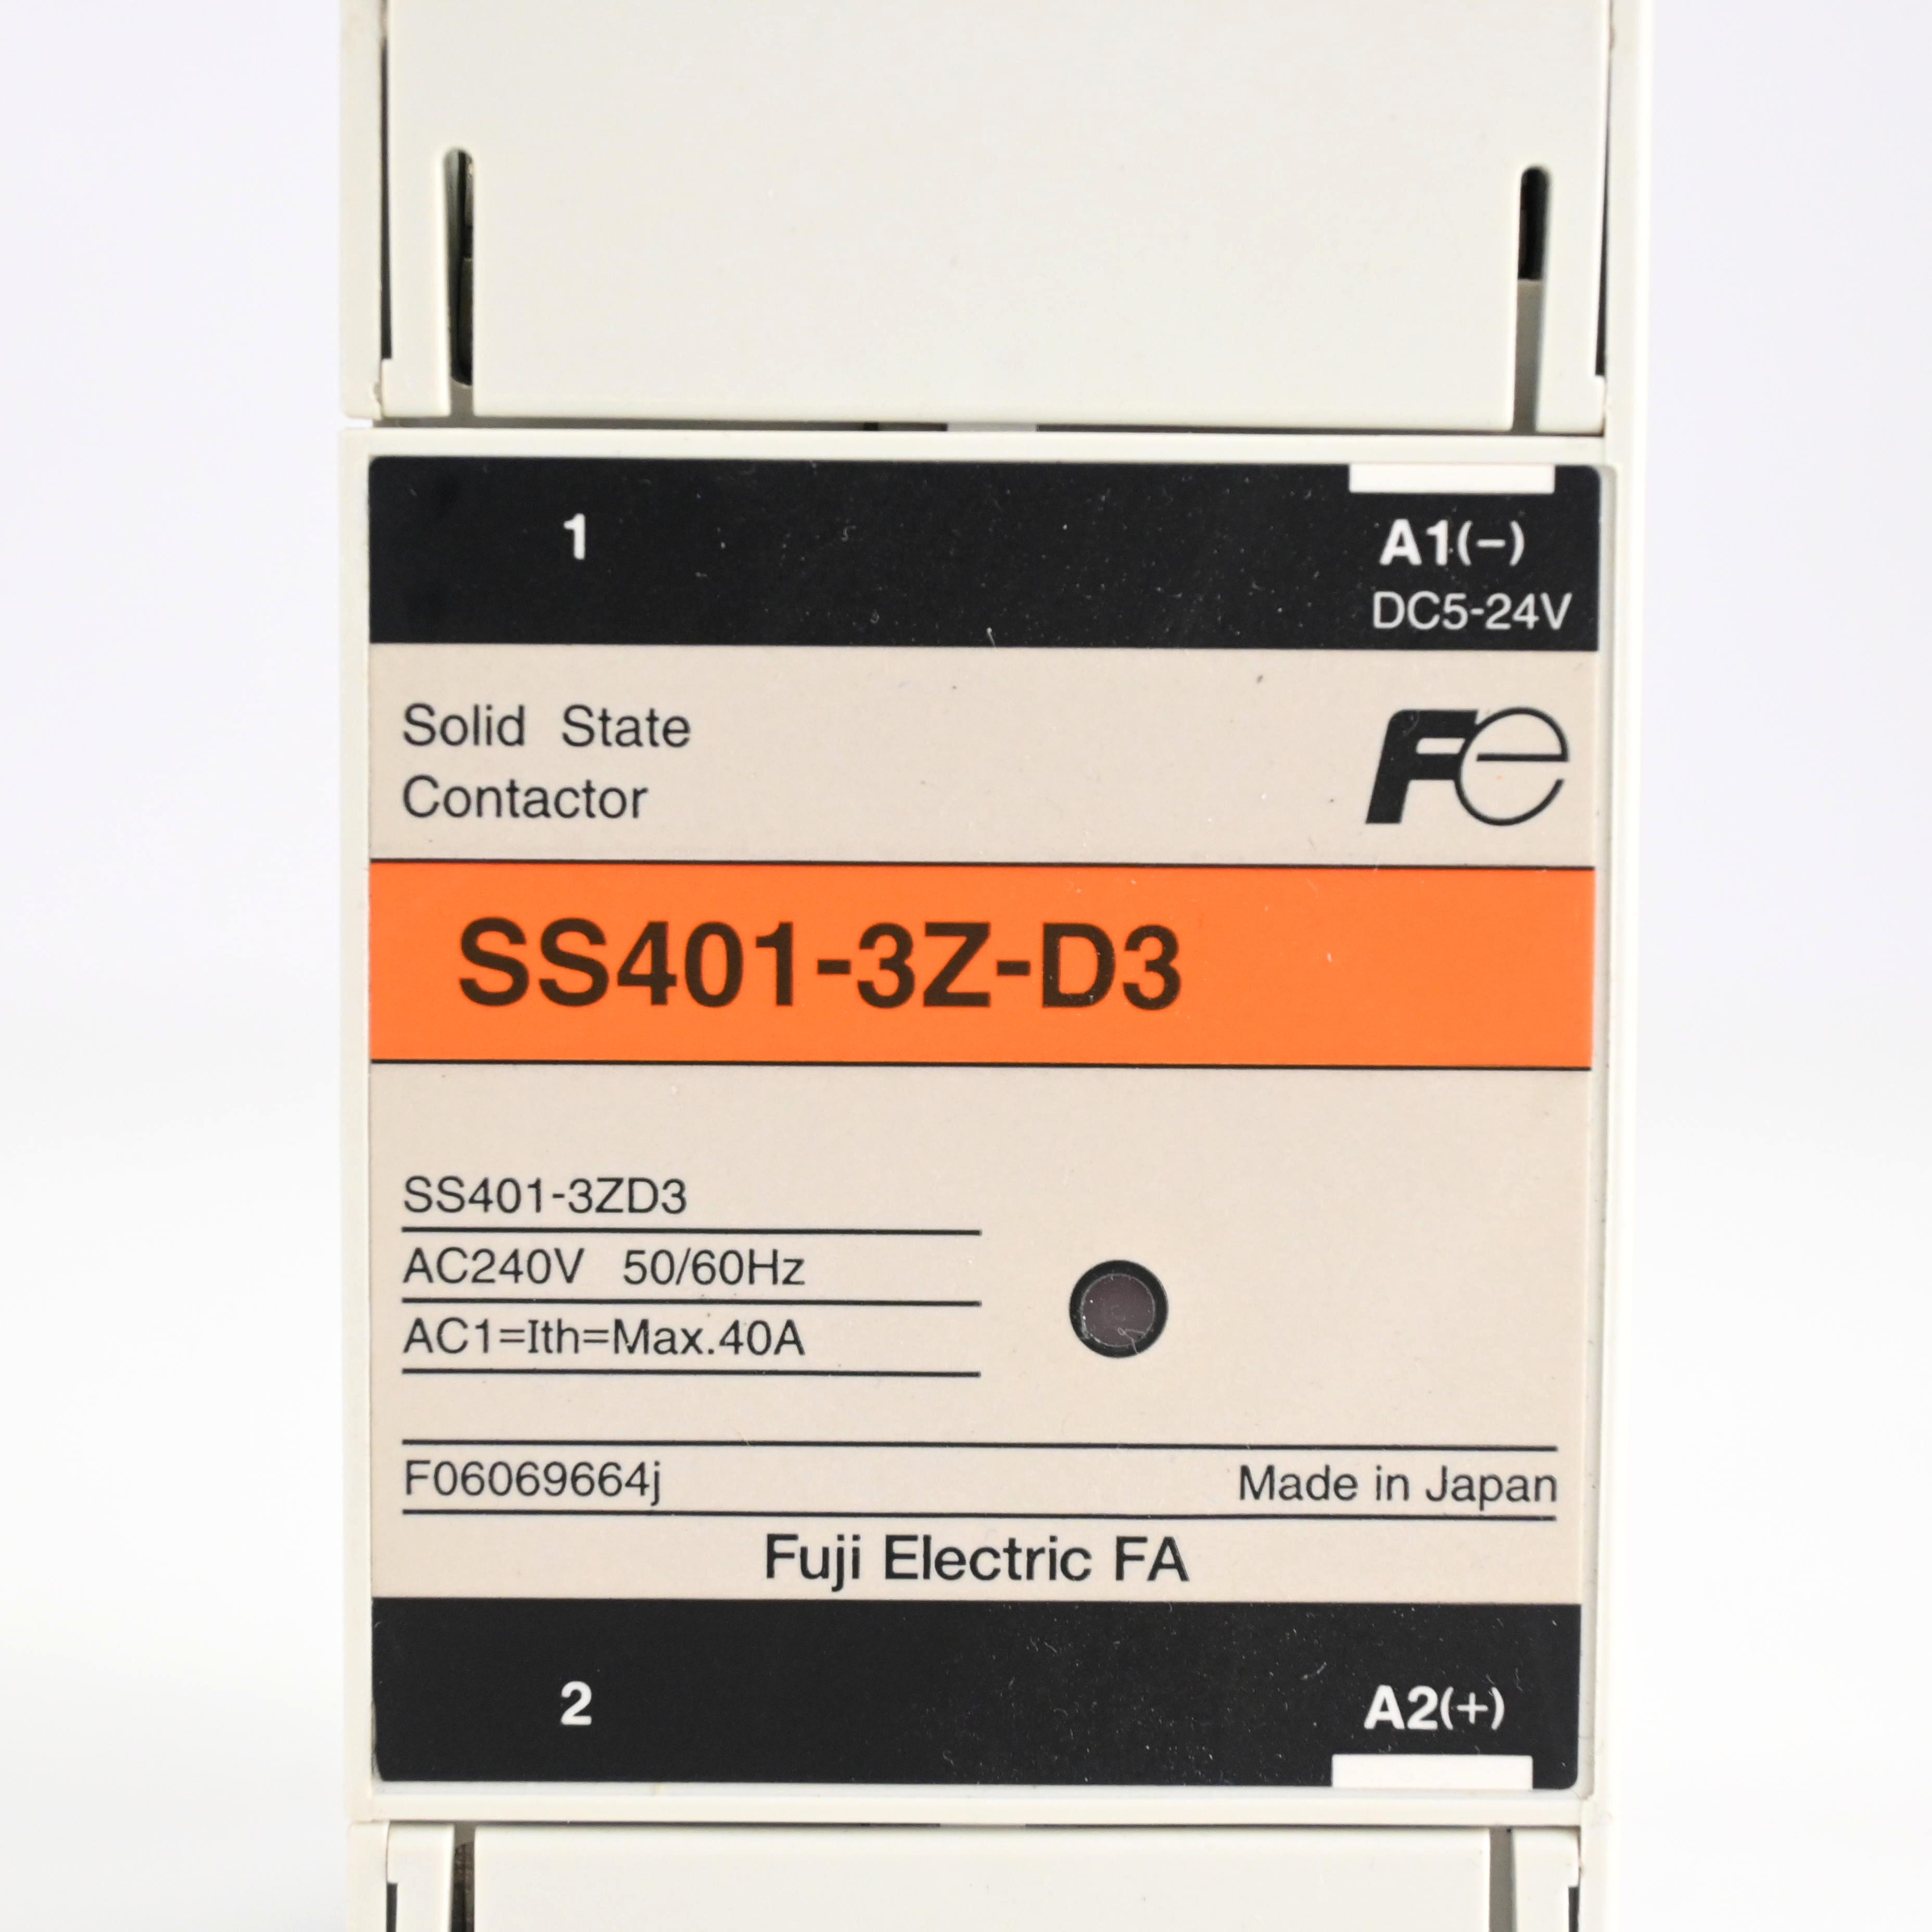 1
A1(−)
DC5-24V
Solid State
Contactor
Fe
SS401-3Z-D3
SS401-3ZD3
AC240V 50/60Hz
AC1=Ith=Max.40A
F06069664j Made in Japan
Fuji Electric FA
2
A2(+)